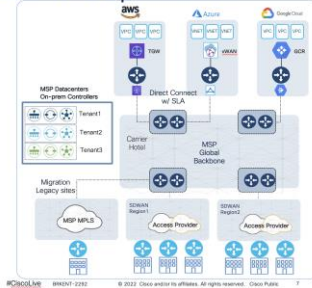 aws
Azure
Google Cloud
VPC VPC VPC
VNET VNET VNET
VPC VPC VPC
TGW
vWAN
GCR
Direct Connect
w/ SLA
MSP Datacenters
On-prem Controllers
Tenant1
Tenant2
Tenant3
Carrier
Hotel
MSP
Global
Backbone
Migration
Legacy sites
SDWAN
Region1
SDWAN
Region2
MSP MPLS
Access Provider
Access Provider
#CiscoLive
BRKENT-2292
© 2022 Cisco and/or its affiliates. All rights reserved. Cisco Public
7